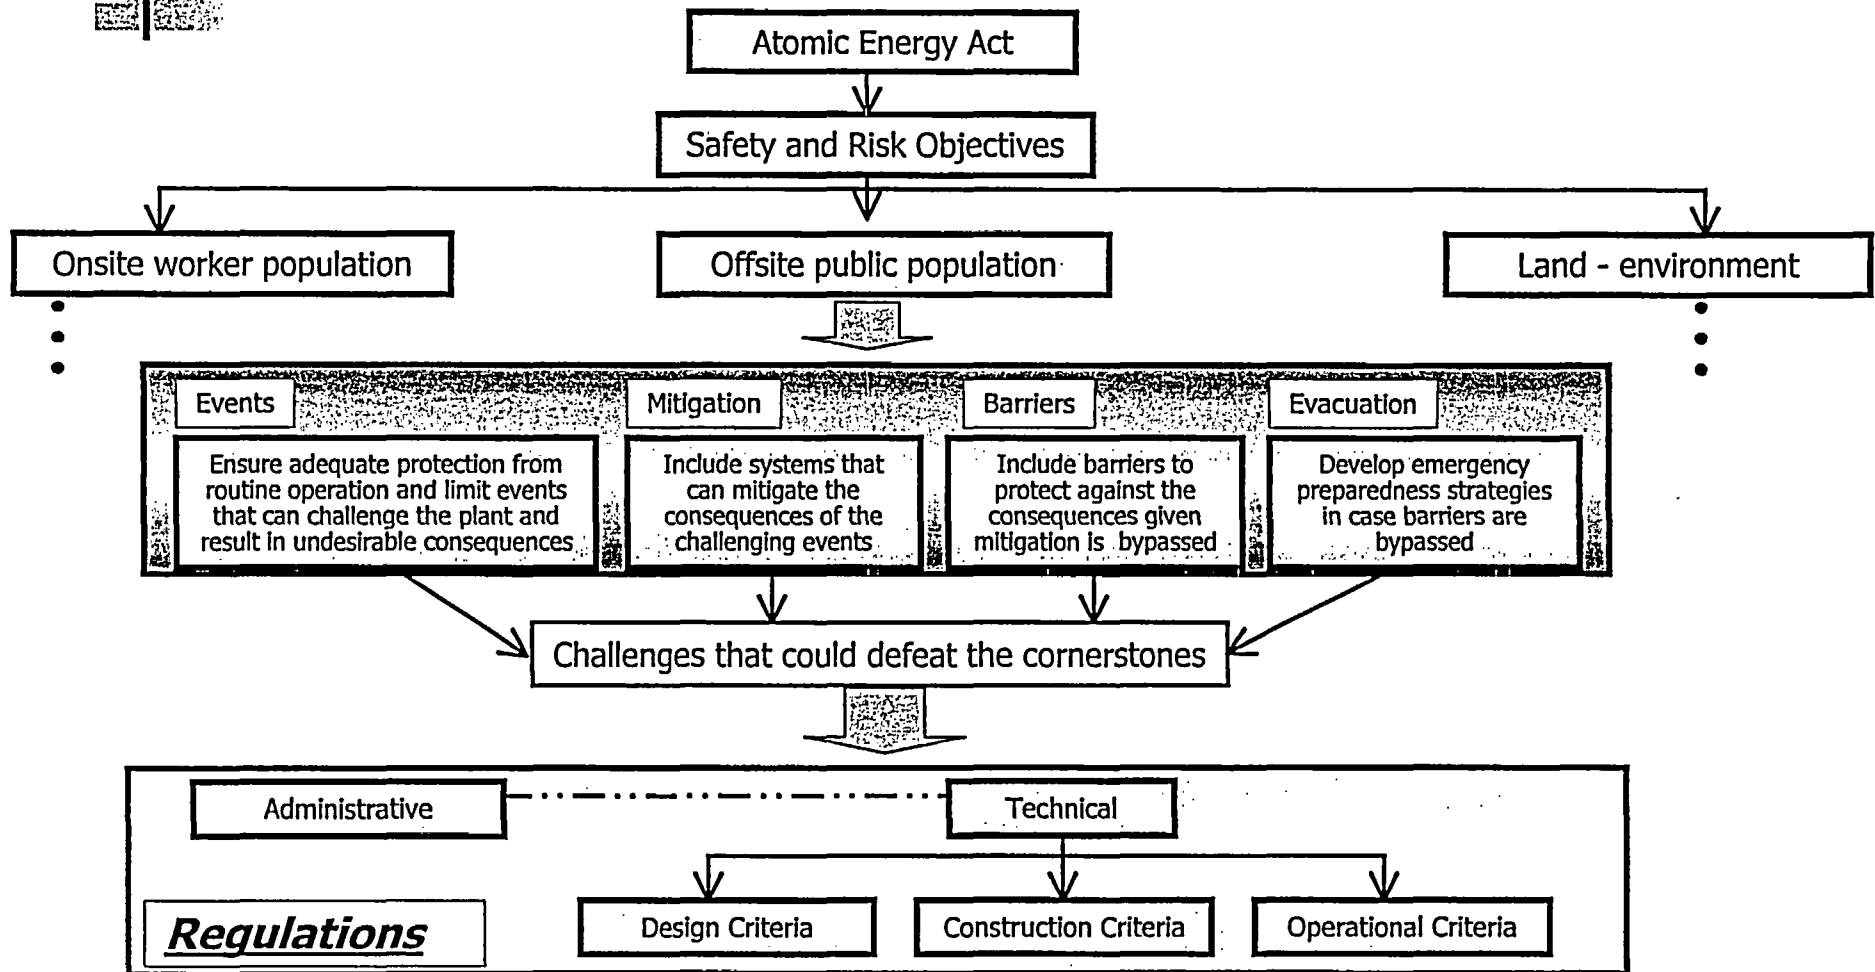 Atomic Energy Act
Safety and Risk Objectives
Onsite worker population
Offsite public population
Land - environment
Events
Mitigation
Barriers
Evacuation
Ensure adequate protection from
routine operation and limit events
that can challenge the plant and
result in undesirable consequences
Include systems that
can mitigate the
consequences of the
challenging events
Include barriers to
protect against the
consequences given
mitigation is bypassed
Develop emergency
preparedness strategies
in case barriers are
bypassed
Challenges that could defeat the cornerstones
Administrative
Technical
Regulations
Design Criteria
Construction Criteria
Operational Criteria